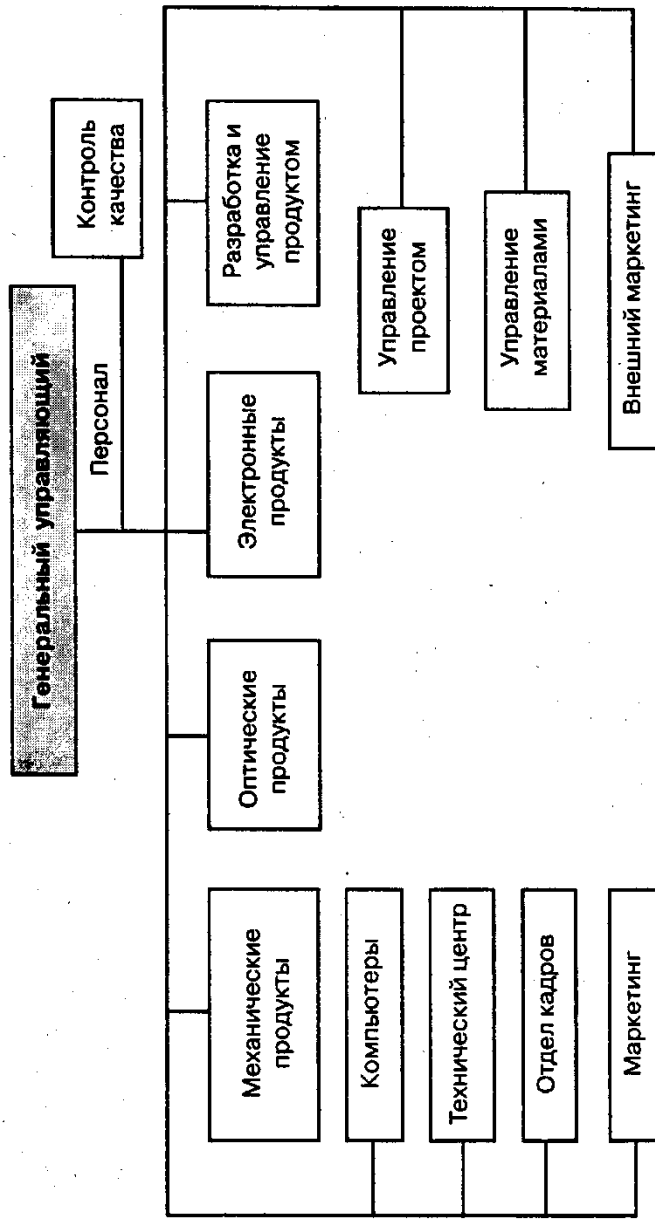 Генеральный управляющий
Персонал
Контроль
качества
Механические
продукты
Оптические
продукты
Электронные
продукты
Разработка и
управление
продуктом
Компьютеры
Технический центр
Отдел кадров
Маркетинг
Управление
проектом
Управление
материалами
Внешний маркетинг